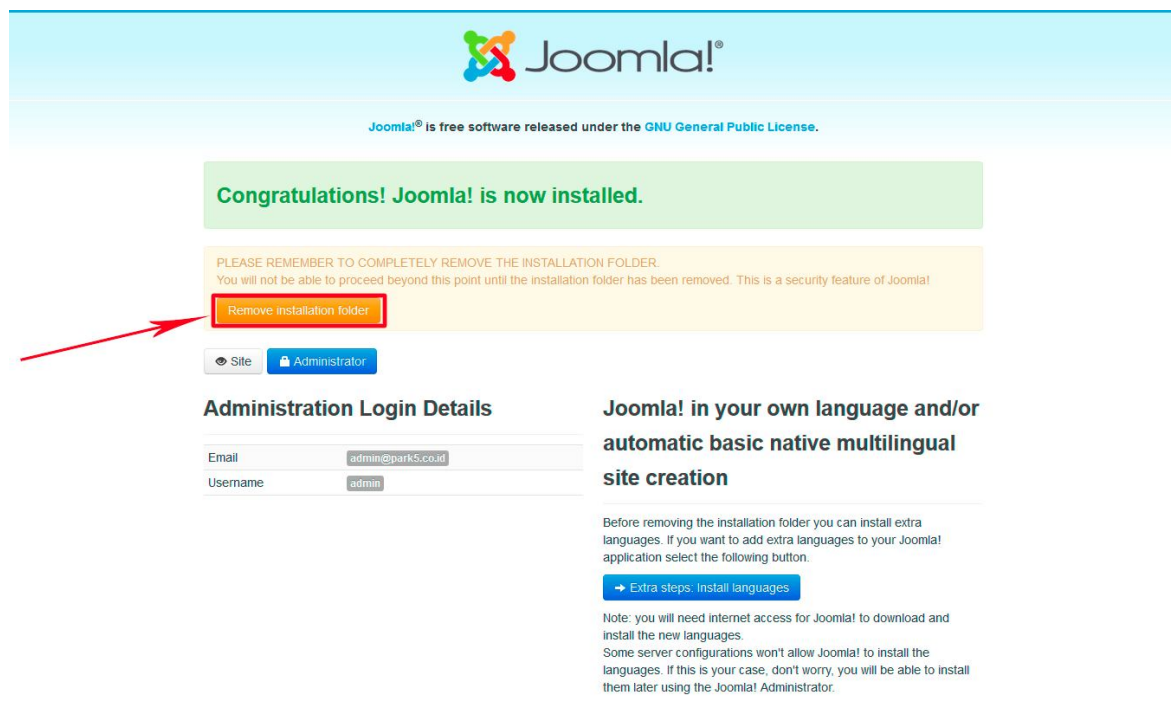 Joomla!®
Joomla!® is free software released under the GNU General Public License.
Congratulations! Joomla! is now installed.
PLEASE REMEMBER TO COMPLETELY REMOVE THE INSTALLATION FOLDER.
You will not be able to proceed beyond this point until the installation folder has been removed. This is a security feature of Joomla!
Remove installation folder
Site
Administrator
Administration Login Details
Email admin@park5.co.id
Username admin
Joomla! in your own language and/or
automatic basic native multilingual
site creation
Before removing the installation folder you can install extra
languages. If you want to add extra languages to your Joomla!
application select the following button.
→ Extra steps: Install languages
Note: you will need internet access for Joomla! to download and
install the new languages.
Some server configurations won't allow Joomla! to install the
languages. If this is your case, don't worry, you will be able to install
them later using the Joomla! Administrator.